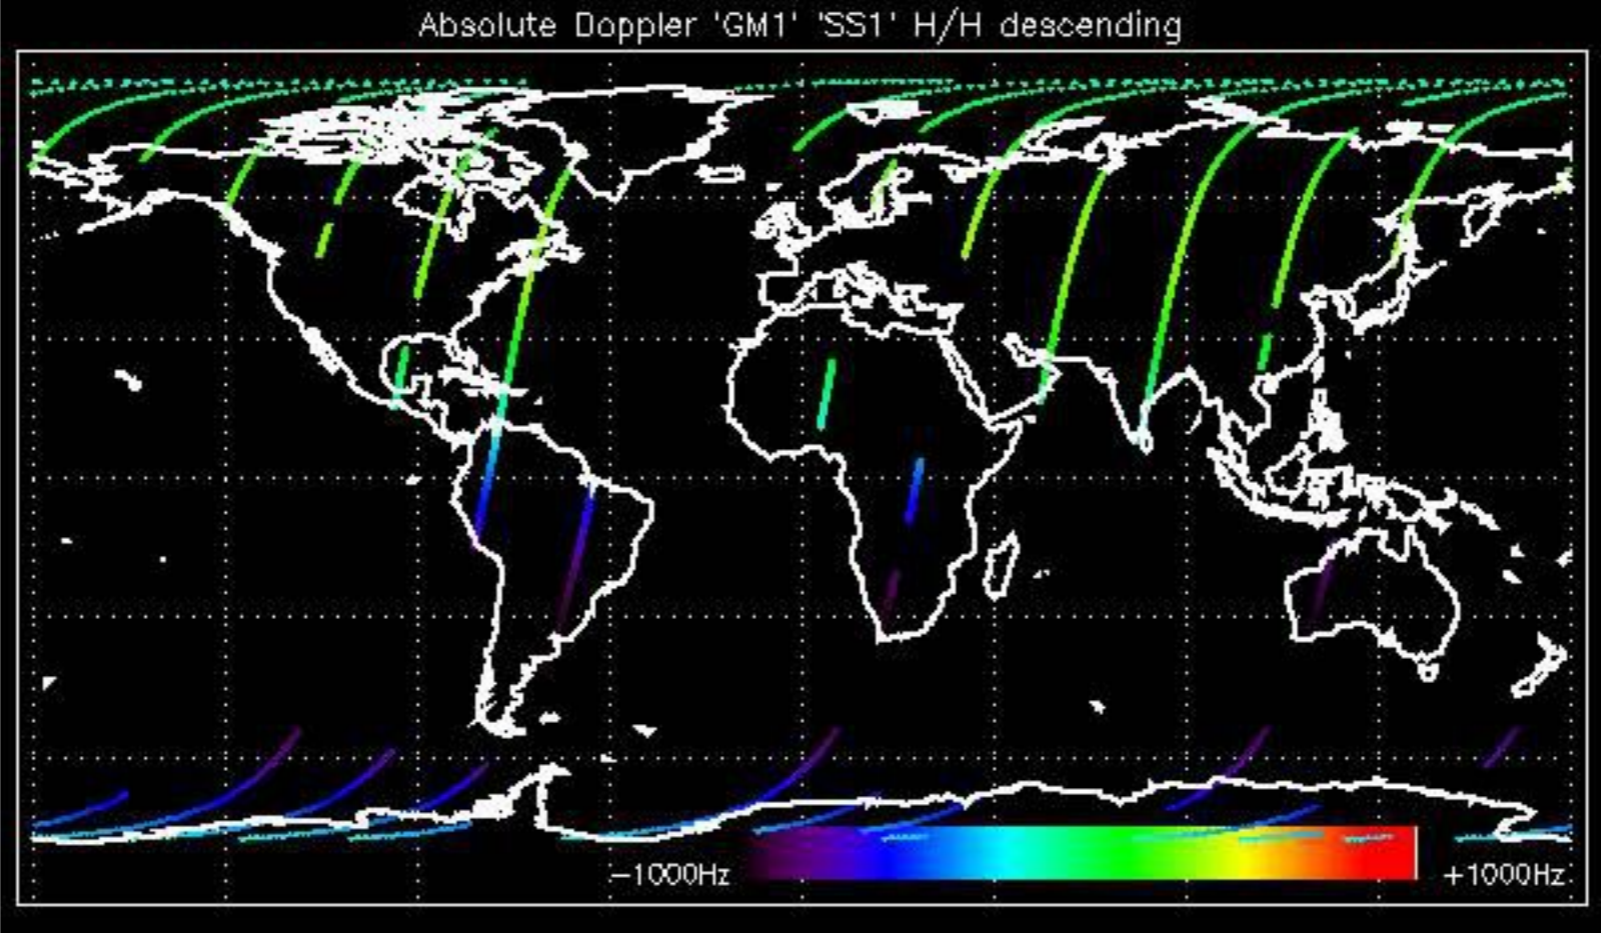 Absolute Doppler 'GM1' 'SS1' H/H descending
−1000Hz +1000Hz